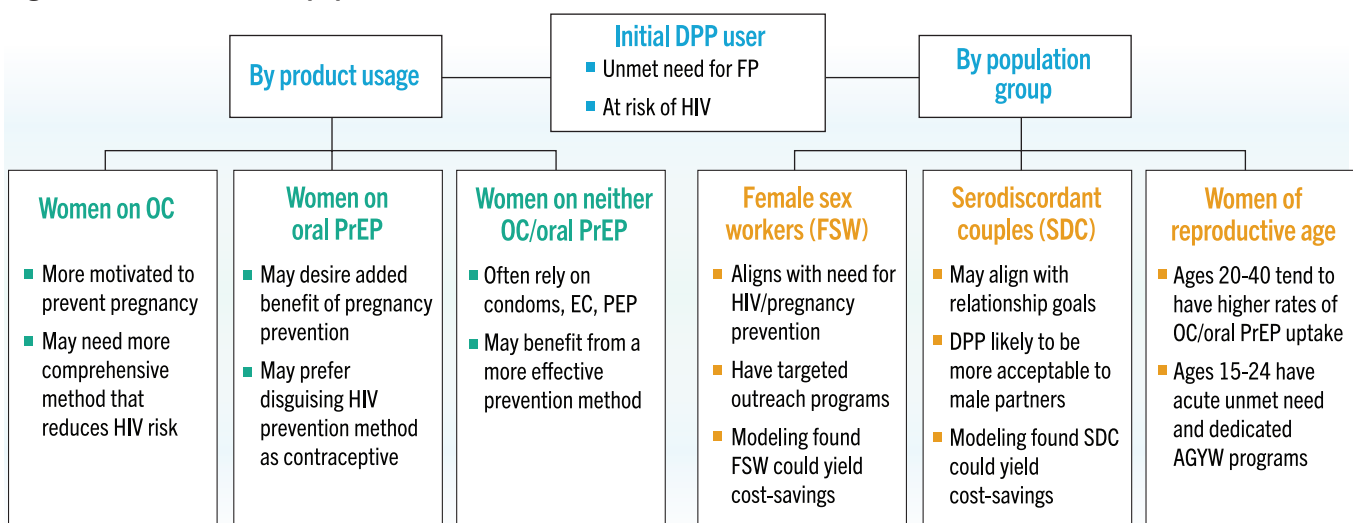 Initial DPP user
■ Unmet need for FP
■ At risk of HIV
By product usage
By population
group
Women on OC
■ More motivated to
prevent pregnancy
■ May need more
comprehensive
method that
reduces HIV risk
Women on
oral PrEP
■ May desire added
benefit of pregnancy
prevention
■ May prefer
disguising HIV
prevention method
as contraceptive
Women on neither
OC/oral PrEP
■ Often rely on
condoms, EC, PEP
■ May benefit from a
more effective
prevention method
Female sex
workers (FSW)
■ Aligns with need for
HIV/pregnancy
prevention
■ Have targeted
outreach programs
■ Modeling found
FSW could yield
cost-savings
Serodiscordant
couples (SDC)
■ May align with
relationship goals
■ DPP likely to be
more acceptable to
male partners
■ Modeling found SDC
could yield
cost-savings
Women of
reproductive age
■ Ages 20-40 tend to
have higher rates of
OC/oral PrEP uptake
■ Ages 15-24 have
acute unmet need
and dedicated
AGYW programs